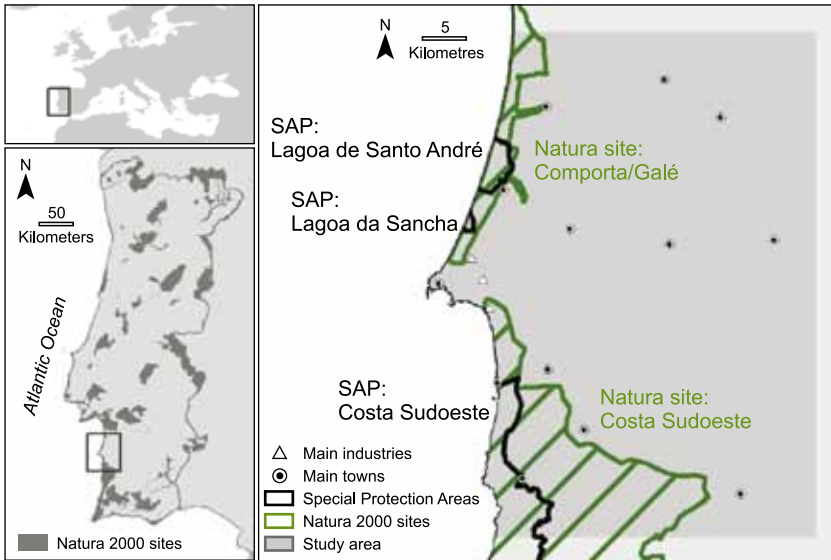 N
50
Kilometers
Atlantic Ocean
Natura 2000 sites
N
5
Kilometres
SAP:
Lagoa de Santo André
Natura site:
Comporta/Galé
SAP:
Lagoa da Sancha
SAP:
Costa Sudoeste
Natura site:
Costa Sudoeste
Main industries
Main towns
Special Protection Areas
Natura 2000 sites
Study area